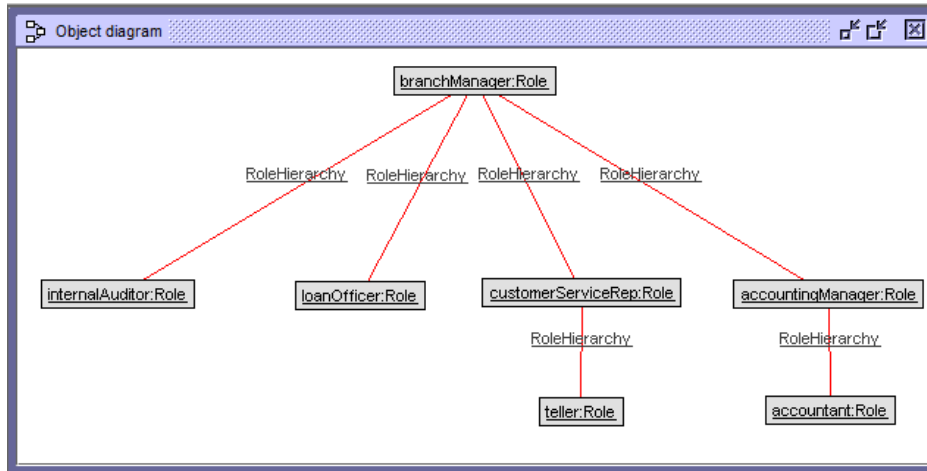 Object diagram
branchManager:Role
RoleHierarchy RoleHierarchy RoleHierarchy RoleHierarchy
internalAuditor:Role loanOfficer:Role customerServiceRep:Role accountingManager:Role
RoleHierarchy RoleHierarchy
teller:Role accountant:Role